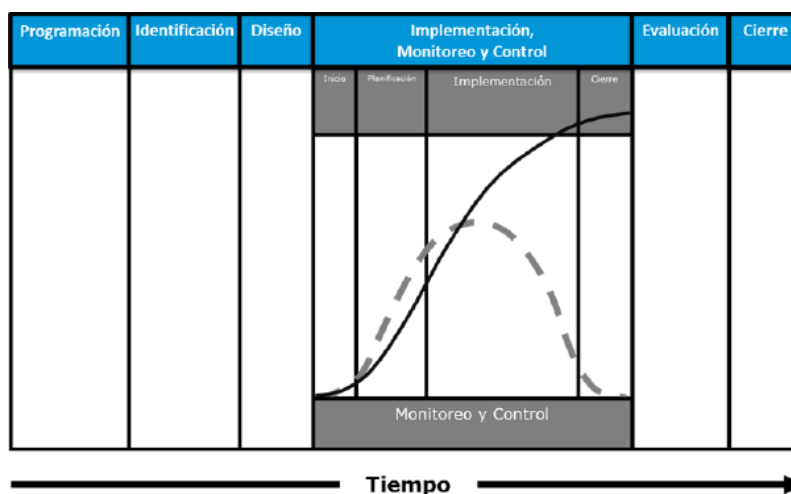 Programación
Identificación
Diseño
Implementación,
Monitoreo y Control
Evaluación
Cierre
Inicio
Planificación
Implementación
Cierre
Monitoreo y Control
Tiempo